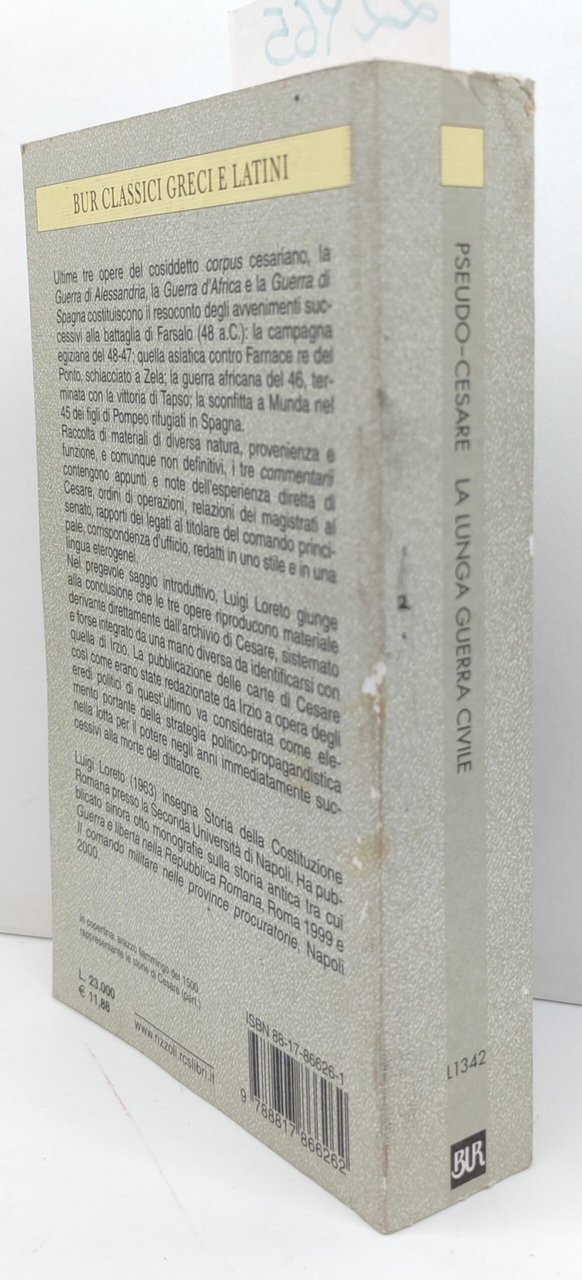 22965
BUR CLASSICI GRECI E LATINI
Ultime tre opere del cosiddetto corpus cesariano, la
Guerra di Alessandria, la Guerra d'Africa e la Guerra di
Spagna costituiscono il resoconto degli avvenimenti suc-
cessivi alla battaglia di Farsalo (48 a.C.): la campagna
egiziana del 48-47; quella asiatica contro Farnace re del
Ponto, schiacciato a Zela; la guerra africana del 46, ter-
minata con la vittoria di Tapso; la sconfitta a Munda nel
45 dei figli di Pompeo rifugiati in Spagna.
Raccolta di materiali di diversa natura, provenienza e
funzione, e comunque non definitivi, i tre commentarii
contengono appunti e note dell'esperienza diretta di
Cesare, ordini di operazioni, relazioni dei magistrati al
senato, rapporti dei legati al titolare del comando princi-
pale, corrispondenza d'ufficio, redatti in uno stile e in una
lingua eterogenei.
Nel pregevole saggio introduttivo, Luigi Loreto giunge
alla conclusione che le tre opere riproducono materiale
derivante direttamente dall'archivio di Cesare, sistemato
e forse integrato da una mano diversa da identificarsi con
quella di Irzio. La pubblicazione delle carte di Cesare
così come erano state redazionate da Irzio a opera degli
eredi politici di quest'ultimo va considerata come ele-
mento portante della strategia politico-propagandistica
nella lotta per il potere negli anni immediatamente suc-
cessivi alla morte del dittatore.
Luigi Loreto (1963) insegna Storia della Costituzione
Romana presso la Seconda Università di Napoli. Ha pub-
blicato sinora otto monografie sulla storia antica tra cui
Guerra e libertà nella Repubblica Romana, Roma 1999 e
Il comando militare nelle province procuratorie, Napoli
2000
In copertina: arazzo fiammingo del 1500
rappresentante le storie di Cesare (part.)
L. 23.000
€ 11,88
www.rizzoli.rcslibri.it
ISBN 88-17-86626-1
9 788817 866262
PSEUDO-CESARE LA LUNGA GUERRA CIVILE
L1342
BUR